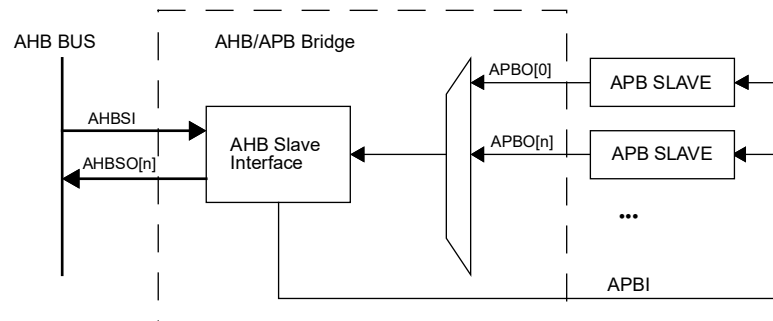 AHB BUS
AHB/APB Bridge
AHBSI
AHBSO[n]
AHB Slave
Interface
APBO[0]
APBO[n]
APB SLAVE
APB SLAVE
...
APBI